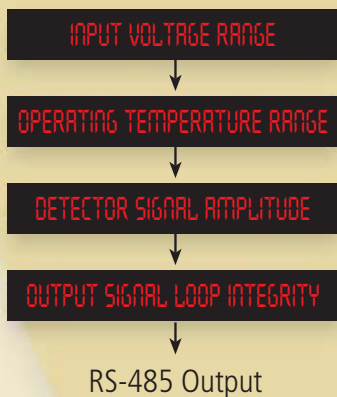 INPUT VOLTAGE RANGE
OPERATING TEMPERATURE RANGE
DETECTOR SIGNAL AMPLITUDE
OUTPUT SIGNAL LOOP INTEGRITY
RS-485 Output